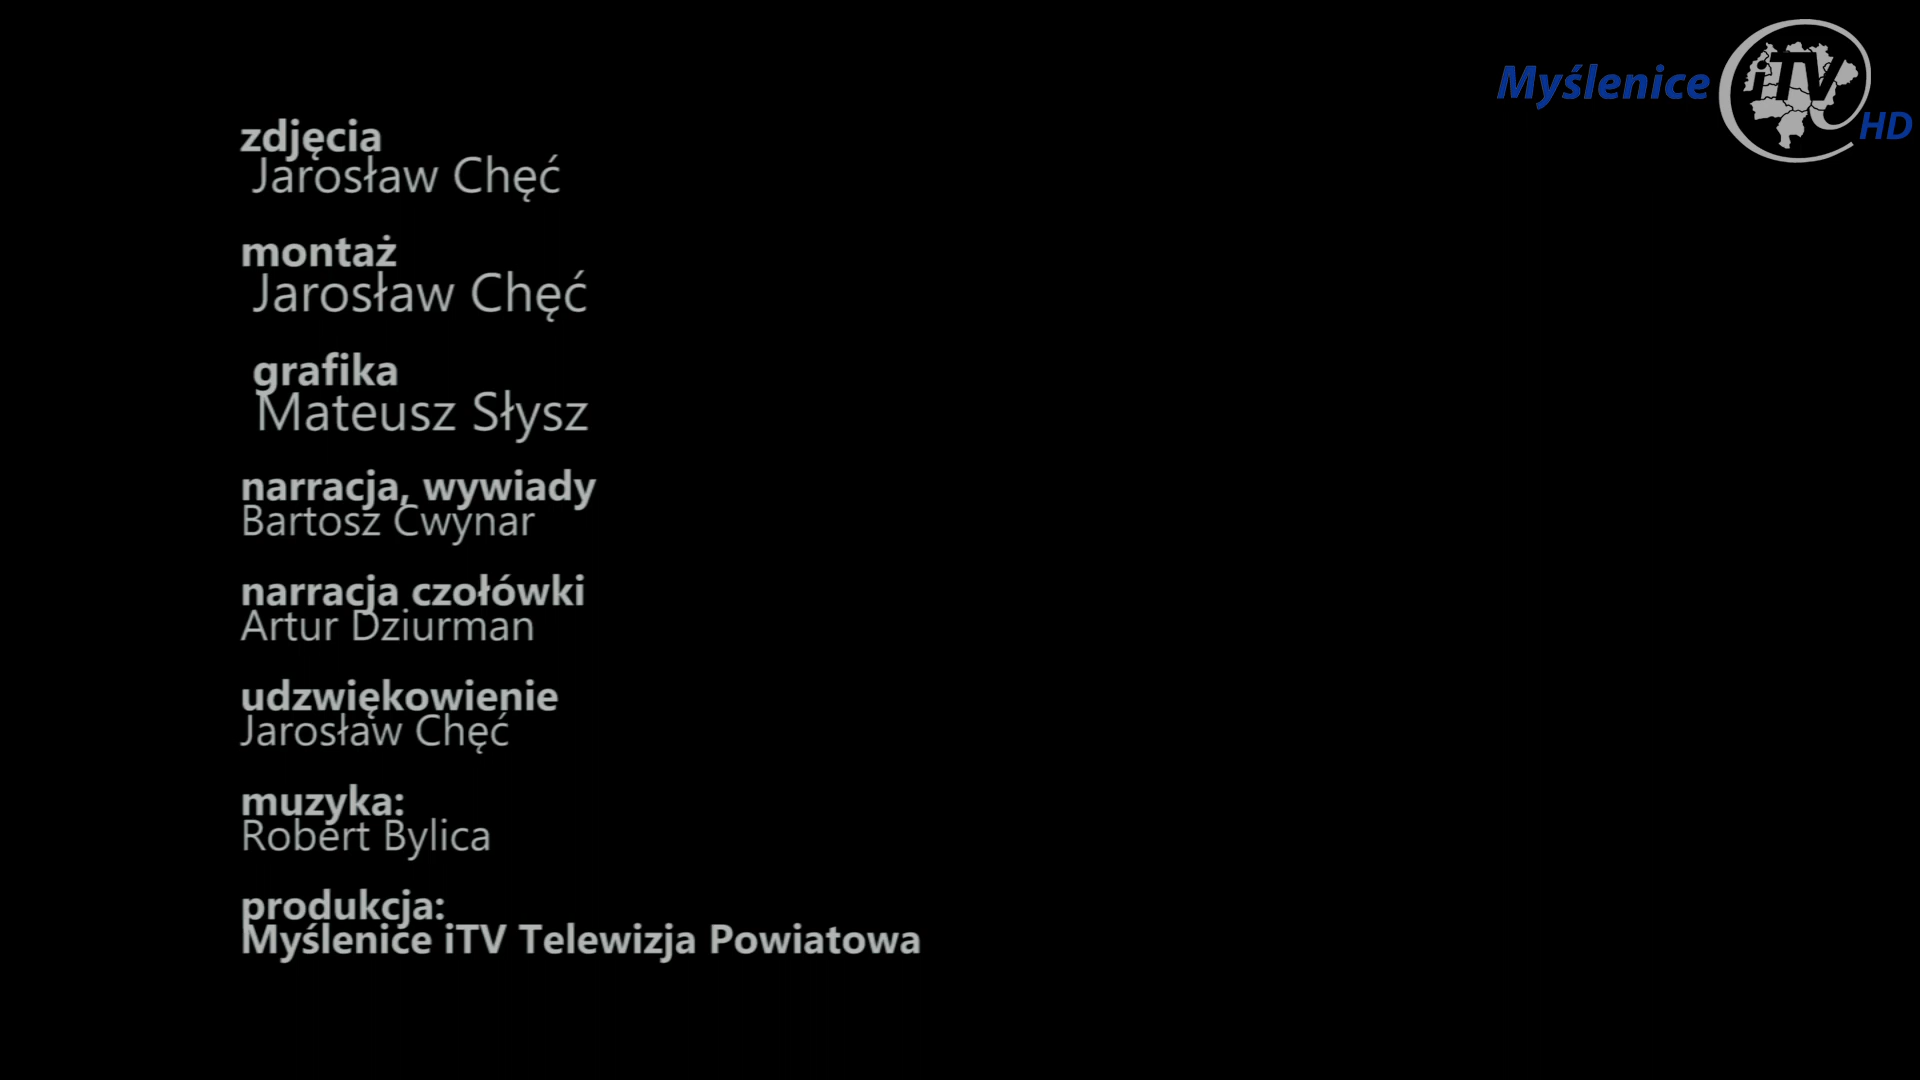 Myślenice iTV HD
zdjęcia
Jarosław Chęć
montaż
Jarosław Chęć
grafika
Mateusz Słysz
narracja, wywiady
Bartosz Cwynar
narracja czołówki
Artur Dziurman
udzwiękowienie
Jarosław Chęć
muzyka:
Robert Bylica
produkcja:
Myślenice iTV Telewizja Powiatowa